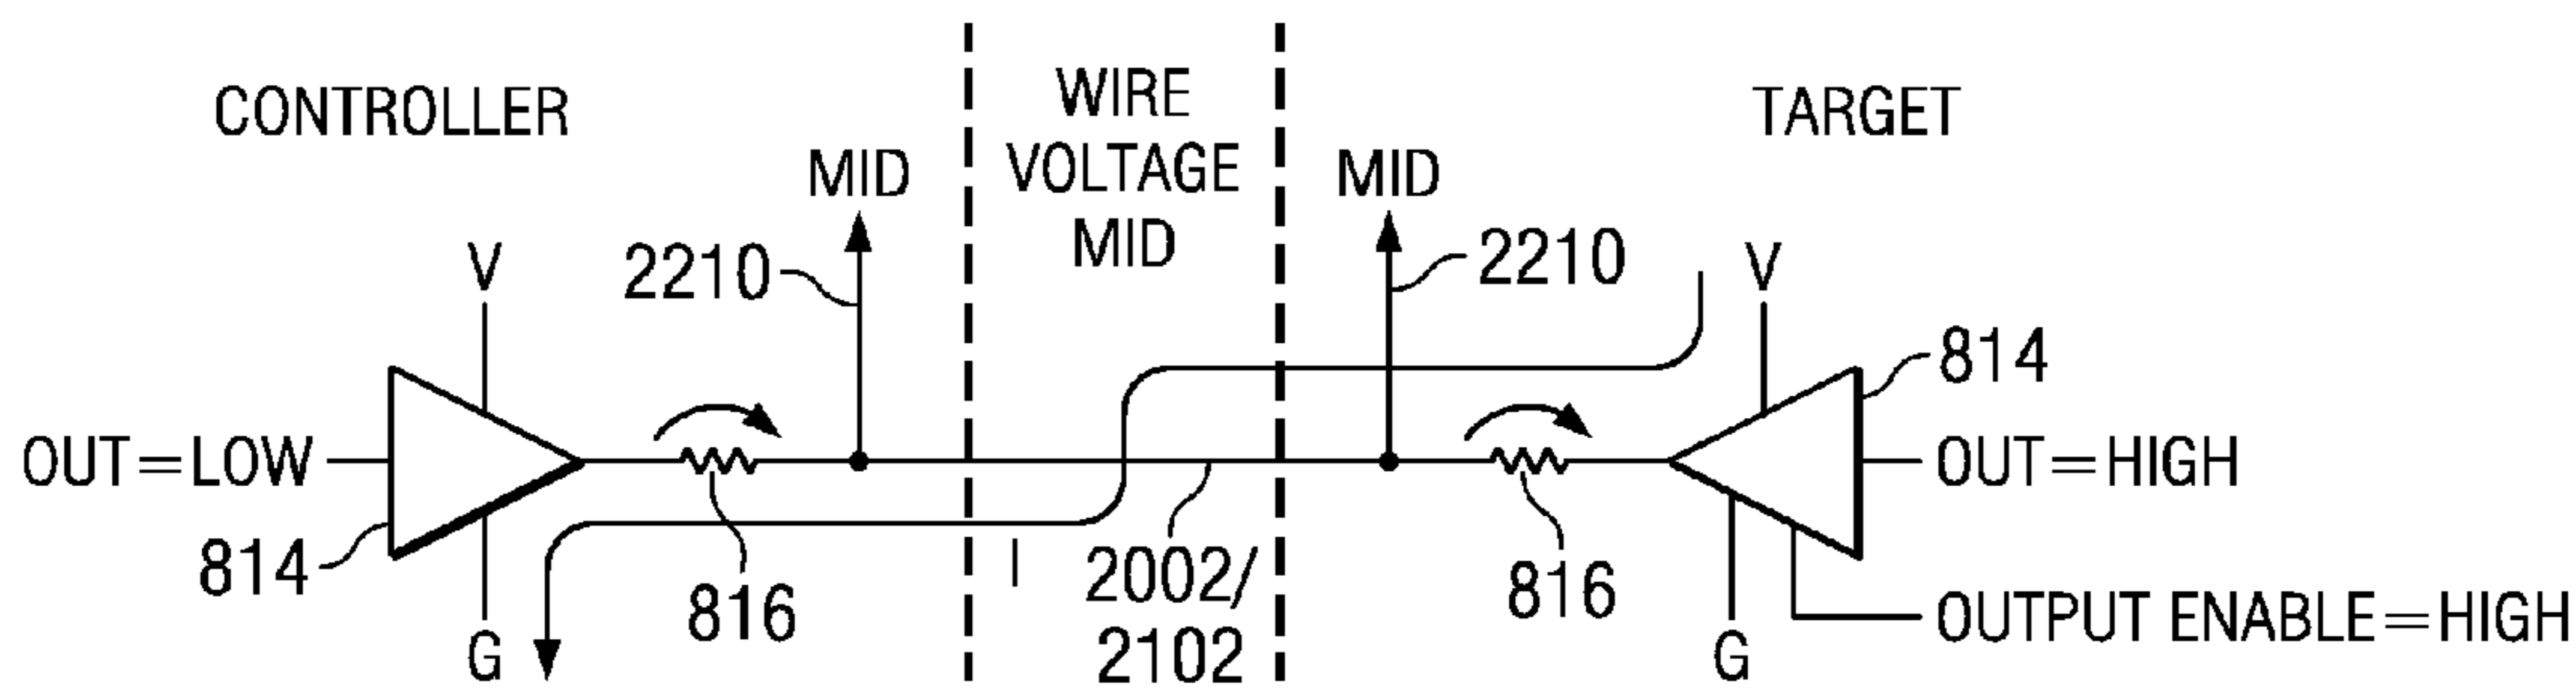 CONTROLLER
WIRE
VOLTAGE
MID
TARGET
MID
MID
V
2210
2210
V
814
OUT=LOW
OUT=HIGH
814
816
I
2002/
2102
816
OUTPUT ENABLE=HIGH
G
G